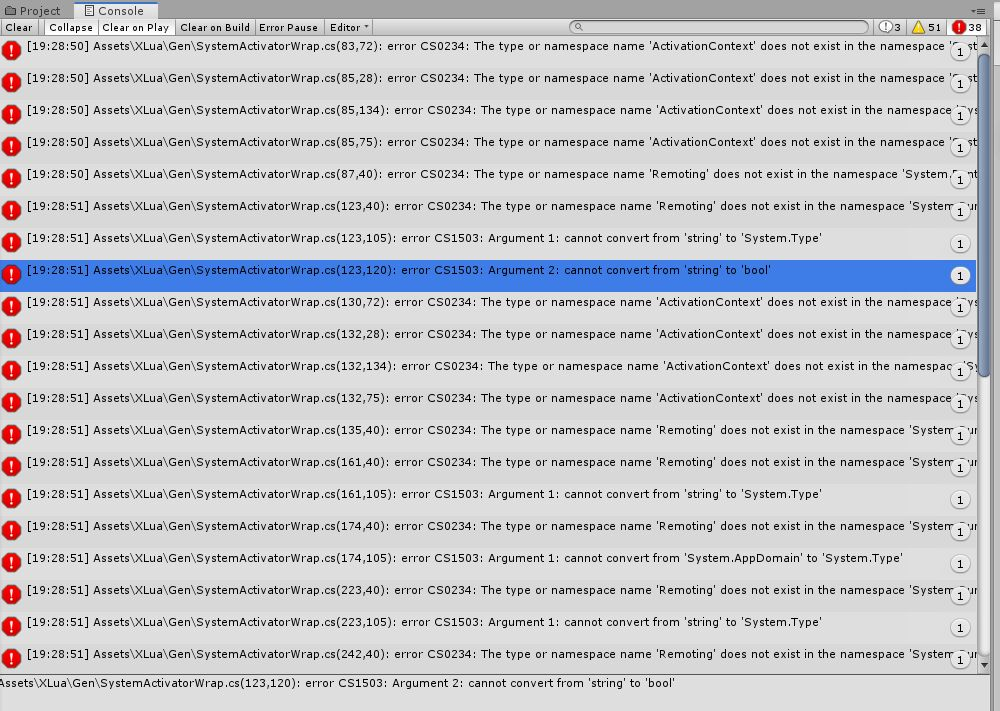 Project Console
Clear Collapse Clear on Play Clear on Build Error Pause Editor 3 51 38
[19:28:50] Assets\XLua\Gen\SystemActivatorWrap.cs(83,72): error CS0234: The type or namespace name 'ActivationContext' does not exist in the namespace 1
[19:28:50] Assets\XLua\Gen\SystemActivatorWrap.cs(85,28): error CS0234: The type or namespace name 'ActivationContext' does not exist in the namespace 1
[19:28:50] Assets\XLua\Gen\SystemActivatorWrap.cs(85,134): error CS0234: The type or namespace name 'ActivationContext' does not exist in the namespace 1
[19:28:50] Assets\XLua\Gen\SystemActivatorWrap.cs(85,75): error CS0234: The type or namespace name 'ActivationContext' does not exist in the namespace 1
[19:28:50] Assets\XLua\Gen\SystemActivatorWrap.cs(87,40): error CS0234: The type or namespace name 'Remoting' does not exist in the namespace 'System. 1
[19:28:51] Assets\XLua\Gen\SystemActivatorWrap.cs(123,40): error CS0234: The type or namespace name 'Remoting' does not exist in the namespace 'System 1
[19:28:51] Assets\XLua\Gen\SystemActivatorWrap.cs(123,105): error CS1503: Argument 1: cannot convert from 'string' to 'System.Type' 1
[19:28:51] Assets\XLua\Gen\SystemActivatorWrap.cs(123,120): error CS1503: Argument 2: cannot convert from 'string' to 'bool' 1
[19:28:51] Assets\XLua\Gen\SystemActivatorWrap.cs(130,72): error CS0234: The type or namespace name 'ActivationContext' does not exist in the namespace 1
[19:28:51] Assets\XLua\Gen\SystemActivatorWrap.cs(132,28): error CS0234: The type or namespace name 'ActivationContext' does not exist in the namespace 1
[19:28:51] Assets\XLua\Gen\SystemActivatorWrap.cs(132,134): error CS0234: The type or namespace name 'ActivationContext' does not exist in the namespace 1
[19:28:51] Assets\XLua\Gen\SystemActivatorWrap.cs(132,75): error CS0234: The type or namespace name 'ActivationContext' does not exist in the namespace 1
[19:28:51] Assets\XLua\Gen\SystemActivatorWrap.cs(135,40): error CS0234: The type or namespace name 'Remoting' does not exist in the namespace 'System 1
[19:28:51] Assets\XLua\Gen\SystemActivatorWrap.cs(161,40): error CS0234: The type or namespace name 'Remoting' does not exist in the namespace 'System 1
[19:28:51] Assets\XLua\Gen\SystemActivatorWrap.cs(161,105): error CS1503: Argument 1: cannot convert from 'string' to 'System.Type' 1
[19:28:51] Assets\XLua\Gen\SystemActivatorWrap.cs(174,40): error CS0234: The type or namespace name 'Remoting' does not exist in the namespace 'System 1
[19:28:51] Assets\XLua\Gen\SystemActivatorWrap.cs(174,105): error CS1503: Argument 1: cannot convert from 'System.AppDomain' to 'System.Type' 1
[19:28:51] Assets\XLua\Gen\SystemActivatorWrap.cs(223,40): error CS0234: The type or namespace name 'Remoting' does not exist in the namespace 'System 1
[19:28:51] Assets\XLua\Gen\SystemActivatorWrap.cs(223,105): error CS1503: Argument 1: cannot convert from 'string' to 'System.Type' 1
[19:28:51] Assets\XLua\Gen\SystemActivatorWrap.cs(242,40): error CS0234: The type or namespace name 'Remoting' does not exist in the namespace 'System 1
Assets\XLua\Gen\SystemActivatorWrap.cs(123,120): error CS1503: Argument 2: cannot convert from 'string' to 'bool'